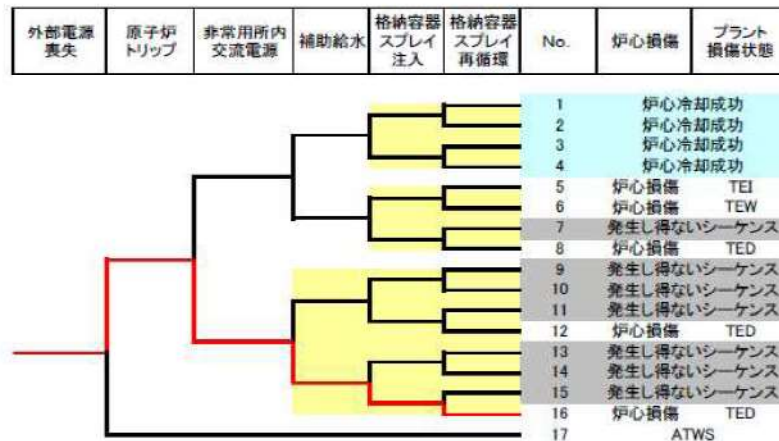 外部電源 喪失
原子炉 トリップ
非常用所内 交流電源
補助給水
格納容器 スプレイ 注入
格納容器 スプレイ 再循環
No.
炉心損傷
プラント 損傷状態
1 炉心冷却成功
2 炉心冷却成功
3 炉心冷却成功
4 炉心冷却成功
5 炉心損傷 TEI
6 炉心損傷 TEW
7 発生し得ないシーケンス
8 炉心損傷 TED
9 発生し得ないシーケンス
10 発生し得ないシーケンス
11 発生し得ないシーケンス
12 炉心損傷 TED
13 発生し得ないシーケンス
14 発生し得ないシーケンス
15 発生し得ないシーケンス
16 炉心損傷 TED
17 ATWS